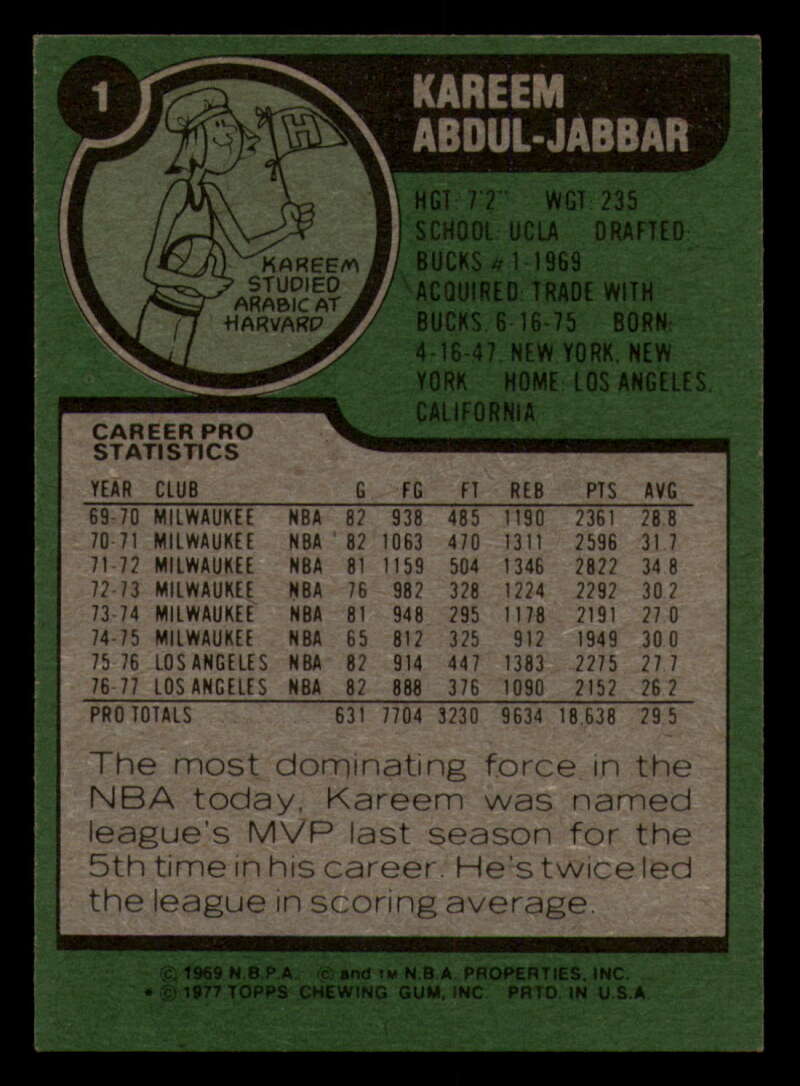 1
KAREEM
ABDUL-JABBAR
H
KAREEM
STUDIED
ARABIC AT
HARVARD
HGT: 7'2" WGT: 235
SCHOOL: UCLA DRAFTED:
BUCKS #1-1969
ACQUIRED: TRADE WITH
BUCKS, 6-16-75 BORN:
4-16-47, NEW YORK, NEW
YORK HOME: LOS ANGELES,
CALIFORNIA
CAREER PRO
STATISTICS
YEAR CLUB G FG FT REB PTS AVG
69-70 MILWAUKEE NBA 82 938 485 1190 2361 28.8
70-71 MILWAUKEE NBA 82 1063 470 1311 2596 31.7
71-72 MILWAUKEE NBA 81 1159 504 1346 2822 34.8
72-73 MILWAUKEE NBA 76 982 328 1224 2292 30.2
73-74 MILWAUKEE NBA 81 948 295 1178 2191 27.0
74-75 MILWAUKEE NBA 65 812 325 912 1949 30.0
75-76 LOS ANGELES NBA 82 914 447 1383 2275 27.7
76-77 LOS ANGELES NBA 82 888 376 1090 2152 26.2
PRO TOTALS 631 7704 3230 9634 18,638 29.5
The most dominating force in the
NBA today, Kareem was named
league's MVP last season for the
5th time in his career. He's twice led
the league in scoring average.
© 1969 N.B.P.A. © and TM N.B.A. PROPERTIES, INC.
* © 1977 TOPPS CHEWING GUM, INC. PRTD. IN U.S.A.